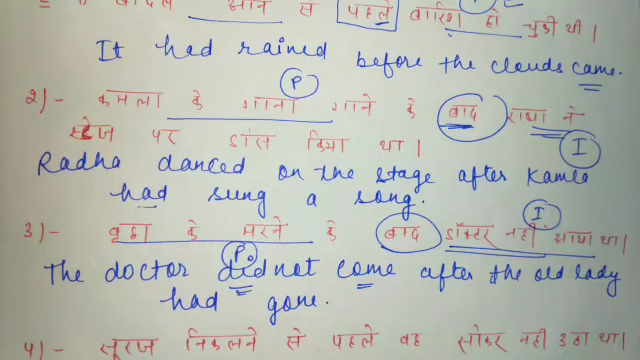 बादल आने से पहले बारिश हो चुकी थी।
It had rained before the clouds came.
P
2)- कमला के गाना गाने के बाद राधा ने
स्टेज पर डांस किया था। I
Radha danced on the stage after Kamla
had sung a song.
I
3)- बूढ़ा के मरने के बाद डॉक्टर नहीं आया था।
P.
The doctor did not come after the old lady
had gone.
4)- सूरज निकलने से पहले वह सोकर नहीं उठा था।